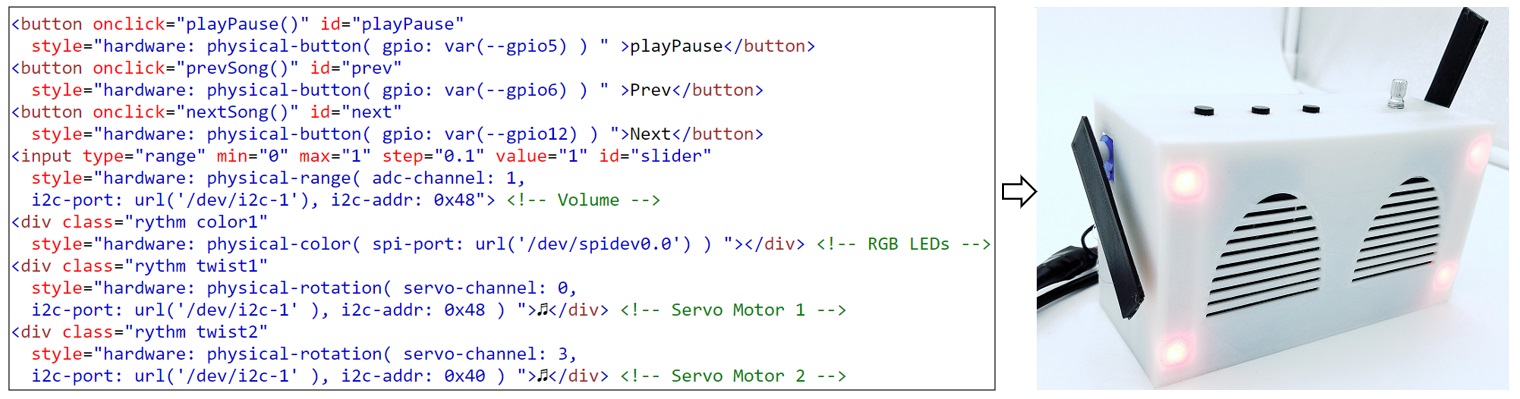 <button onclick="playPause()" id="playPause"
style="hardware: physical-button( gpio: var(--gpio5) ) " >playPause</button>
<button onclick="prevSong()" id="prev"
style="hardware: physical-button( gpio: var(--gpio6) ) " >Prev</button>
<button onclick="nextSong()" id="next"
style="hardware: physical-button( gpio: var(--gpio12) ) ">Next</button>
<input type="range" min="0" max="1" step="0.1" value="1" id="slider"
style="hardware: physical-range( adc-channel: 1,
i2c-port: url('/dev/i2c-1'), i2c-addr: 0x48"> <!-- Volume -->
<div class="rythm color1"
style="hardware: physical-color( spi-port: url('/dev/spidev0.0') ) "></div> <!-- RGB LEDs -->
<div class="rythm twist1"
style="hardware: physical-rotation( servo-channel: 0,
i2c-port: url('/dev/i2c-1' ), i2c-addr: 0x48 ) ">♫</div> <!-- Servo Motor 1 -->
<div class="rythm twist2"
style="hardware: physical-rotation( servo-channel: 3,
i2c-port: url('/dev/i2c-1' ), i2c-addr: 0x40 ) ">♫</div> <!-- Servo Motor 2 -->